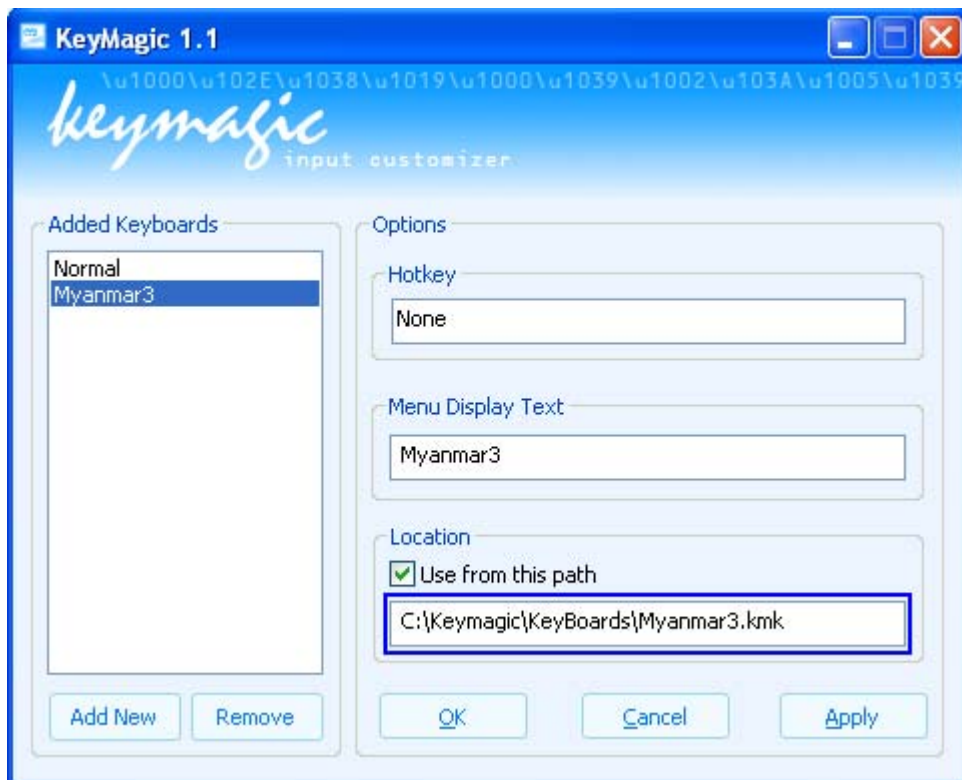 KeyMagic 1.1
\u1000\u102E\u1038\u1019\u1000\u1039\u1002\u103A\u1005\u1039
keymagic
input customizer
Added Keyboards
Normal
Myanmar3
Add New
Remove
Options
Hotkey
None
Menu Display Text
Myanmar3
Location
Use from this path
C:\Keymagic\KeyBoards\Myanmar3.kmk
OK
Cancel
Apply